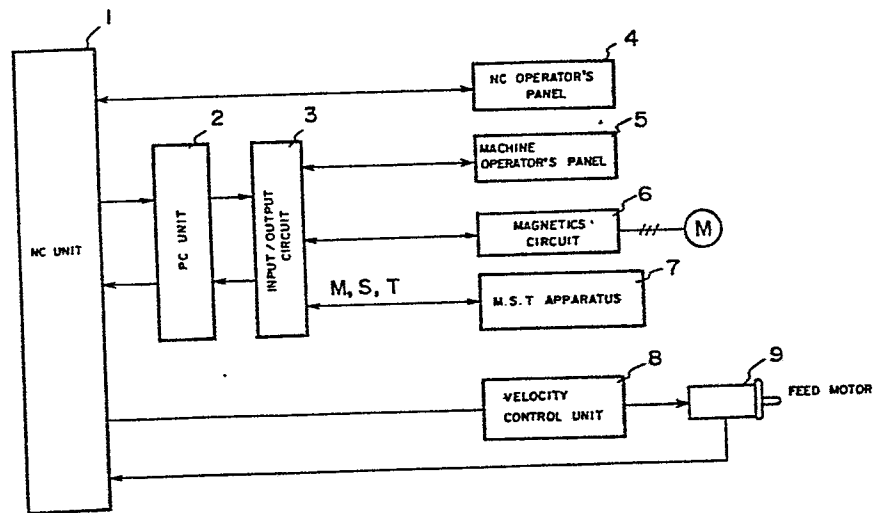 1
2
3
4
5
6
7
8
9
NC UNIT
PC UNIT
INPUT/OUTPUT
CIRCUIT
NC OPERATOR'S
PANEL
MACHINE
OPERATOR'S PANEL
MAGNETICS'
CIRCUIT
M
M, S, T
M.S.T APPARATUS
VELOCITY
CONTROL UNIT
FEED MOTOR